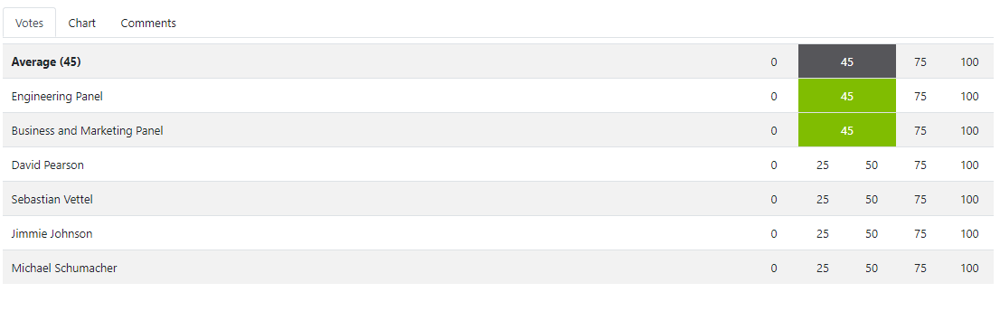 Votes Chart Comments
Average (45) 0 45 75 100
Engineering Panel 0 45 75 100
Business and Marketing Panel 0 45 75 100
David Pearson 0 25 50 75 100
Sebastian Vettel 0 25 50 75 100
Jimmie Johnson 0 25 50 75 100
Michael Schumacher 0 25 50 75 100